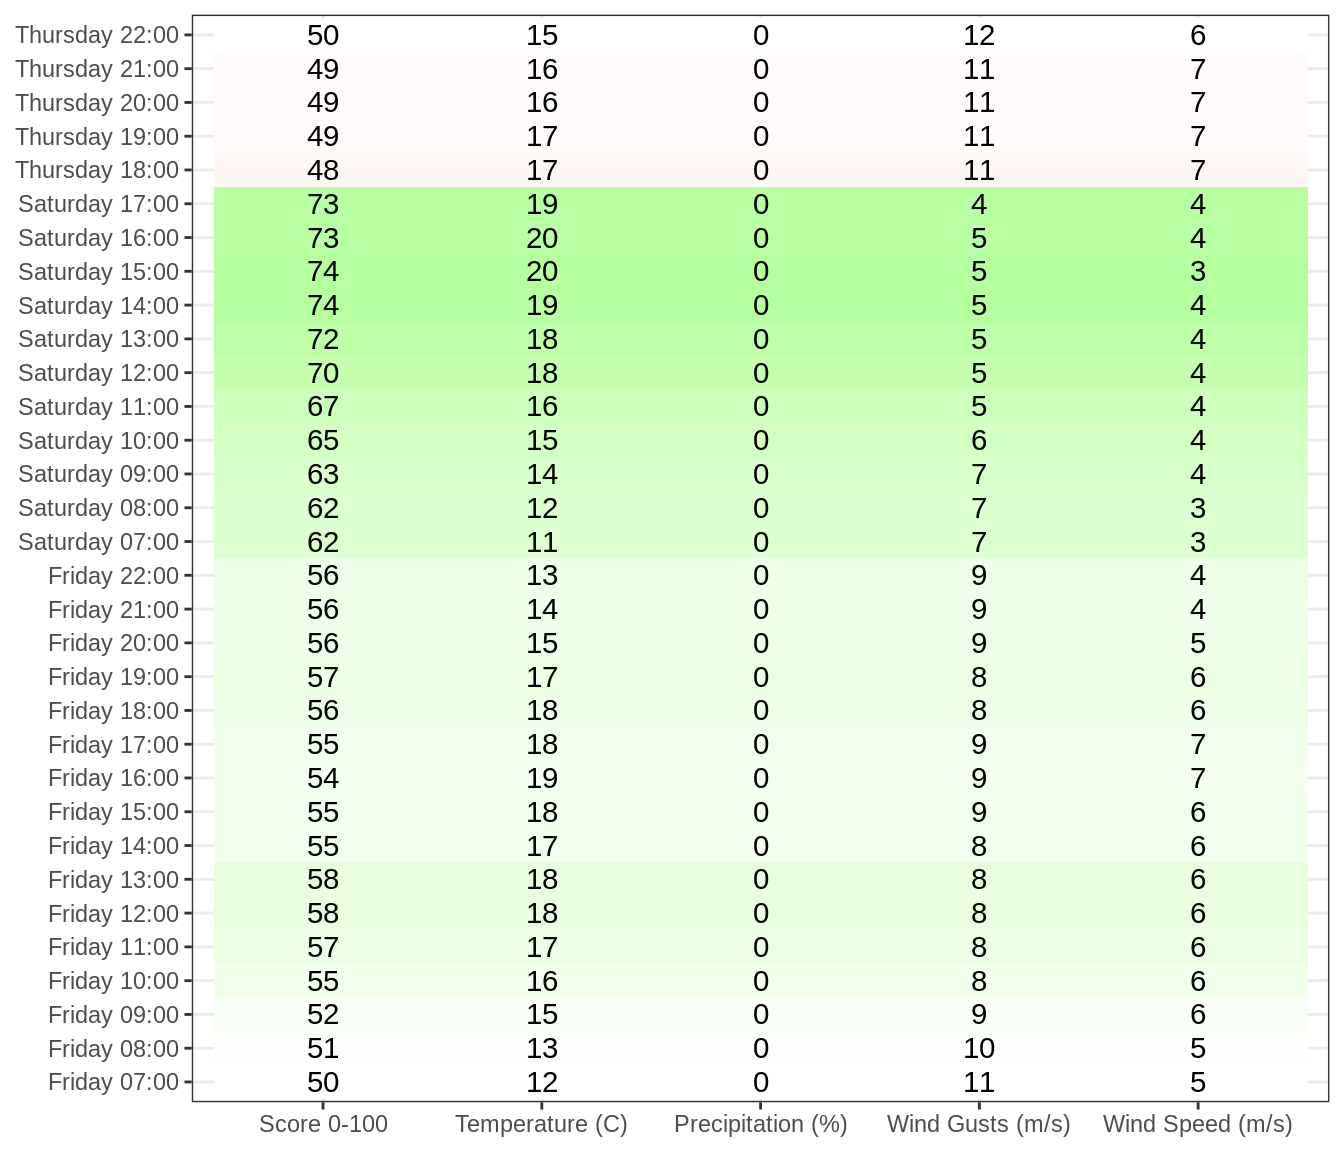 Thursday 22:00 50 15 0 12 6
Thursday 21:00 49 16 0 11 7
Thursday 20:00 49 16 0 11 7
Thursday 19:00 49 17 0 11 7
Thursday 18:00 48 17 0 11 7
Saturday 17:00 73 19 0 4 4
Saturday 16:00 73 20 0 5 4
Saturday 15:00 74 20 0 5 3
Saturday 14:00 74 19 0 5 4
Saturday 13:00 72 18 0 5 4
Saturday 12:00 70 18 0 5 4
Saturday 11:00 67 16 0 5 4
Saturday 10:00 65 15 0 6 4
Saturday 09:00 63 14 0 7 4
Saturday 08:00 62 12 0 7 3
Saturday 07:00 62 11 0 7 3
Friday 22:00 56 13 0 9 4
Friday 21:00 56 14 0 9 4
Friday 20:00 56 15 0 9 5
Friday 19:00 57 17 0 8 6
Friday 18:00 56 18 0 8 6
Friday 17:00 55 18 0 9 7
Friday 16:00 54 19 0 9 7
Friday 15:00 55 18 0 9 6
Friday 14:00 55 17 0 8 6
Friday 13:00 58 18 0 8 6
Friday 12:00 58 18 0 8 6
Friday 11:00 57 17 0 8 6
Friday 10:00 55 16 0 8 6
Friday 09:00 52 15 0 9 6
Friday 08:00 51 13 0 10 5
Friday 07:00 50 12 0 11 5
Score 0-100 Temperature (C) Precipitation (%) Wind Gusts (m/s) Wind Speed (m/s)